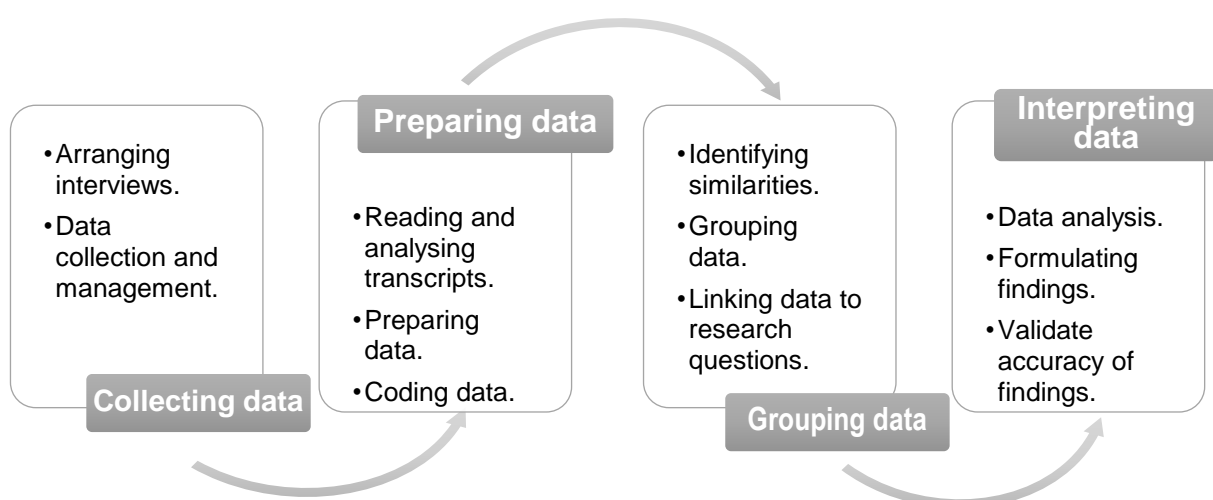 •Arranging
interviews.
•Data
collection and
management.
Collecting data
Preparing data
•Reading and
analysing
transcripts.
•Preparing
data.
•Coding data.
•Identifying
similarities.
•Grouping
data.
•Linking data to
research
questions.
Grouping data
Interpreting
data
•Data analysis.
•Formulating
findings.
•Validate
accuracy of
findings.